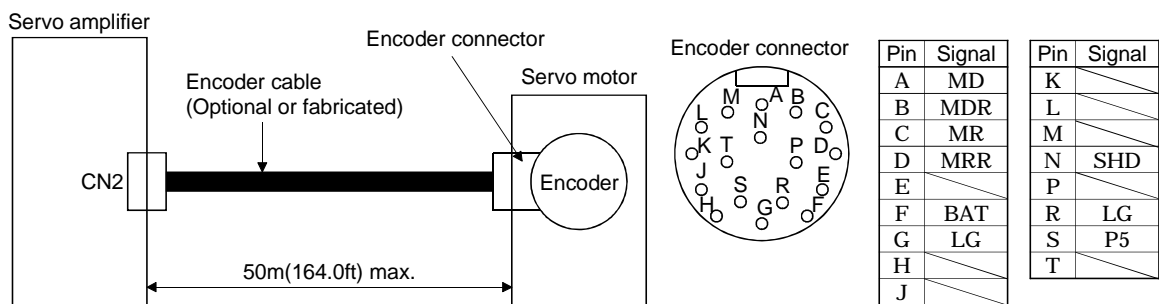 Servo amplifier
Encoder connector
Encoder cable
(Optional or fabricated)
Servo motor
CN2
Encoder
50m(164.0ft) max.
Encoder connector
M A B
L N C
K T P D
J S R E
H G F
Pin Signal
A MD
B MDR
C MR
D MRR
E
F BAT
G LG
H
J
Pin Signal
K
L
M
N SHD
P
R LG
S P5
T